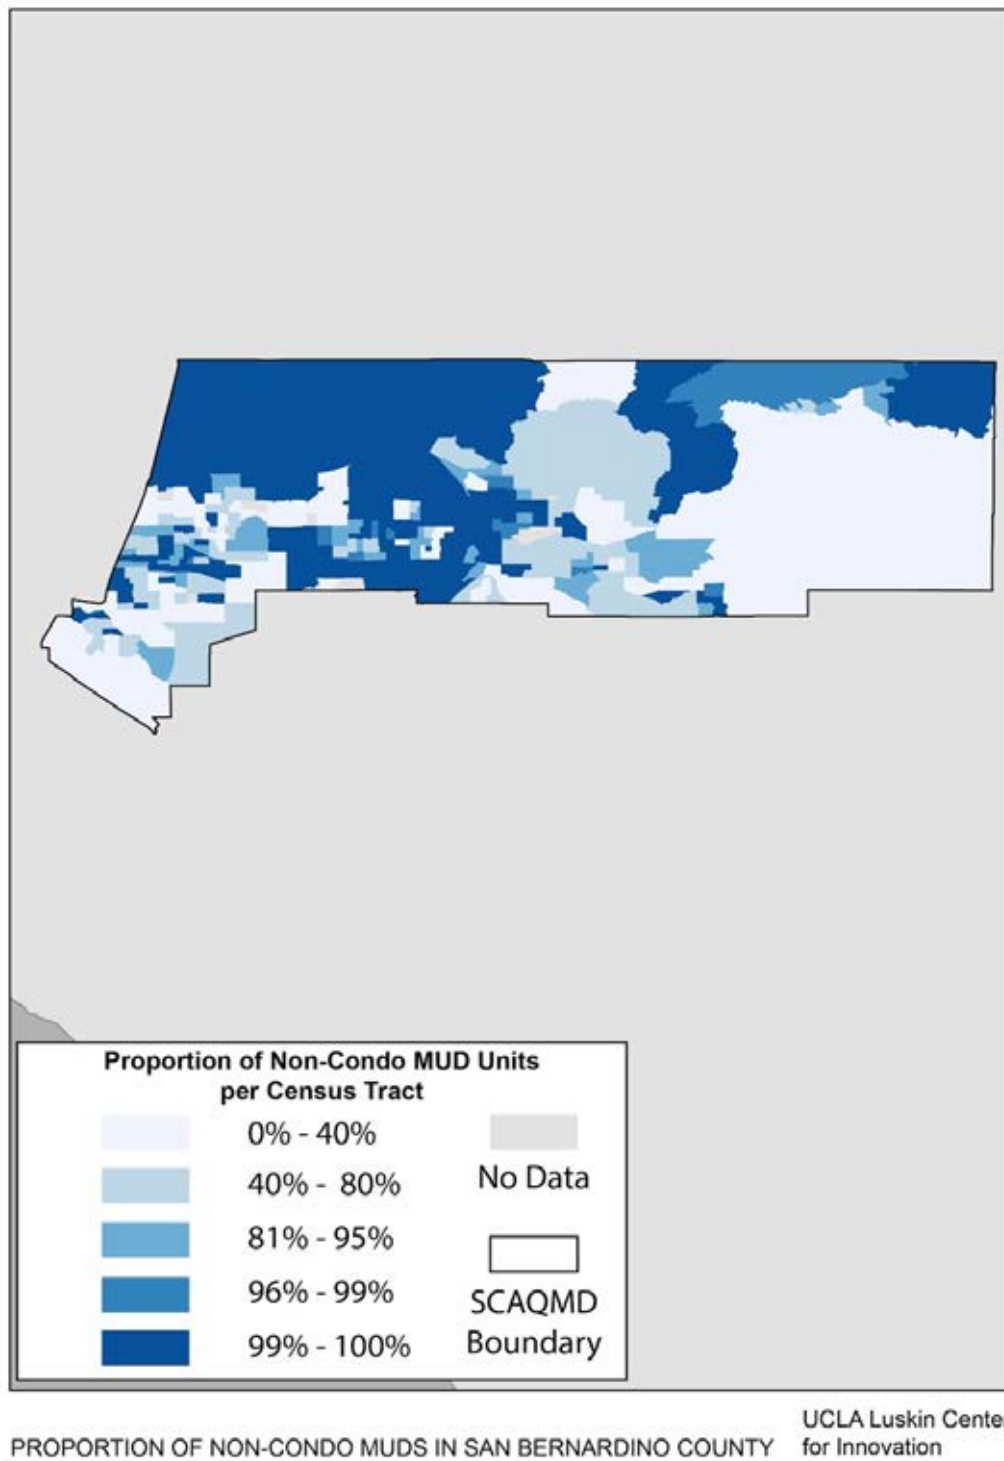 Proportion of Non-Condo MUD Units
per Census Tract
0% - 40%
40% - 80%
81% - 95%
96% - 99%
99% - 100%
No Data
SCAQMD
Boundary
PROPORTION OF NON-CONDO MUDS IN SAN BERNARDINO COUNTY
UCLA Luskin Cente
for Innovation